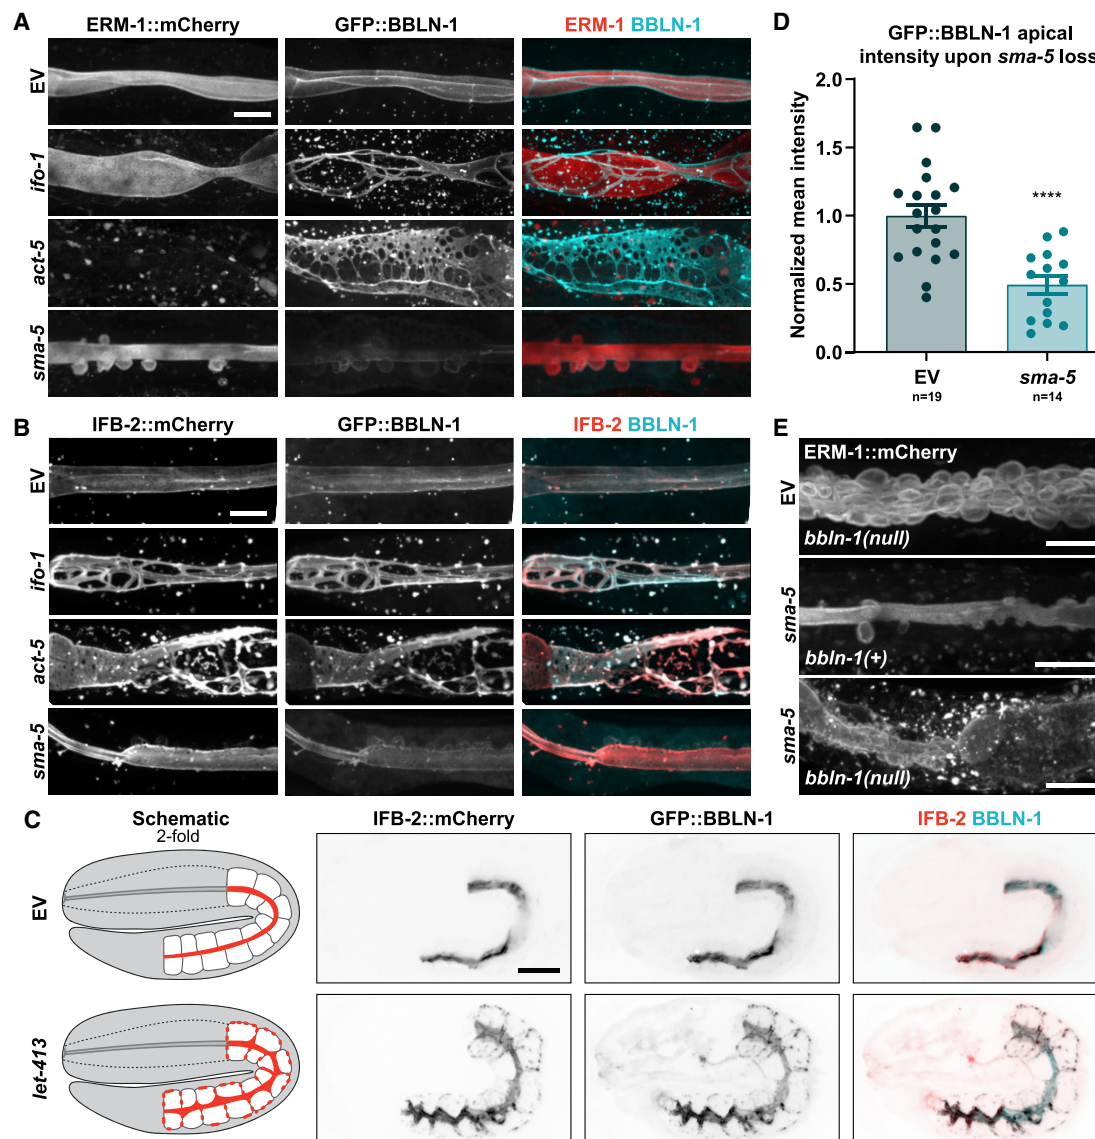 A
ERM-1::mCherry
GFP::BBLN-1
ERM-1 BBLN-1
EV
ifo-1
act-5
sma-5
B
IFB-2::mCherry
GFP::BBLN-1
IFB-2 BBLN-1
EV
ifo-1
act-5
sma-5
C
Schematic
2-fold
IFB-2::mCherry
GFP::BBLN-1
IFB-2 BBLN-1
EV
let-413
D
GFP::BBLN-1 apical
intensity upon sma-5 loss
Normalized mean intensity
2.0
1.5
1.0
0.5
0.0
****
EV
n=19
sma-5
n=14
E
ERM-1::mCherry
EV
bbln-1(null)
sma-5
bbln-1(+)
sma-5
bbln-1(null)